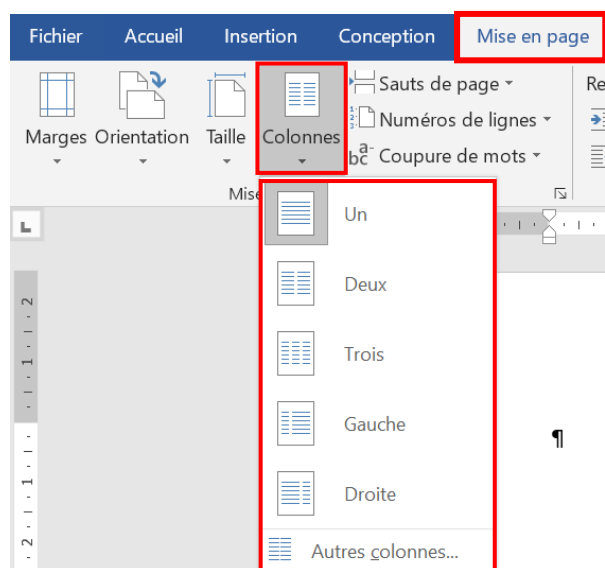 Fichier Accueil Insertion Conception Mise en page
Sauts de page
Numéros de lignes
Marges Orientation Taille Colonnes
Coupure de mots
Un
Deux
Trois
Gauche
Droite
Autres colonnes...